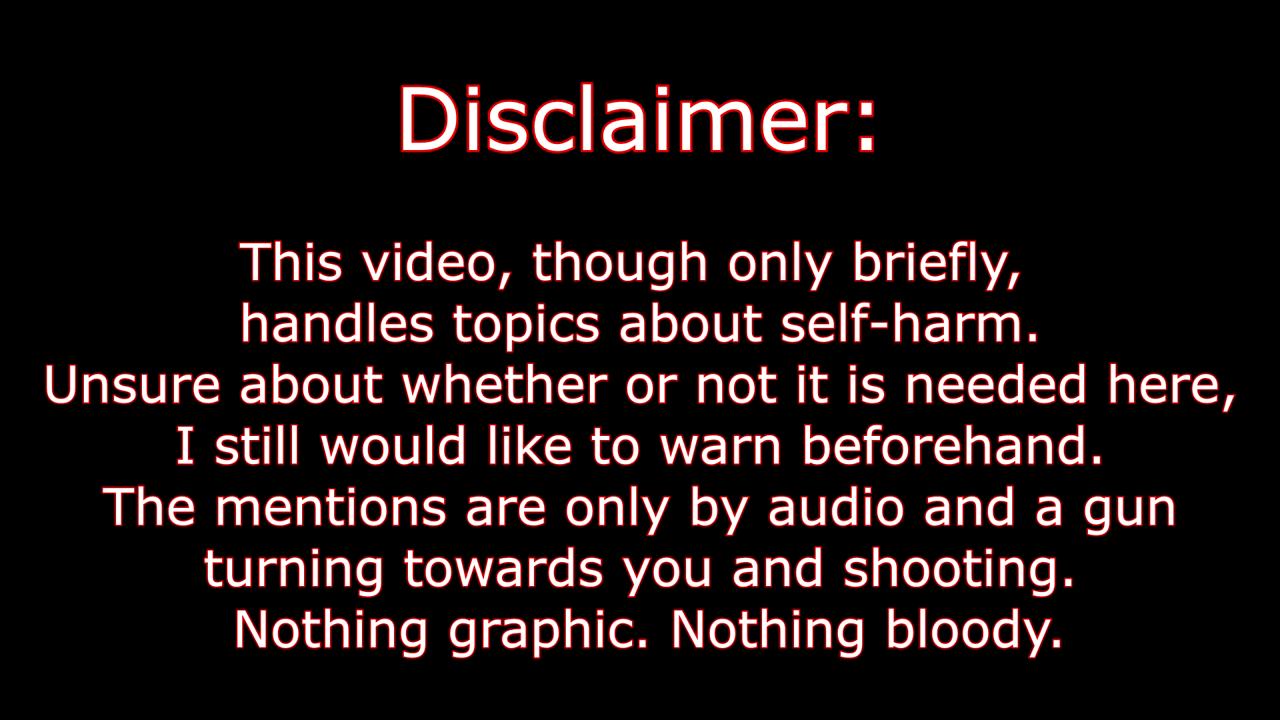 Disclaimer:
This video, though only briefly,
handles topics about self-harm.
Unsure about whether or not it is needed here,
I still would like to warn beforehand.
The mentions are only by audio and a gun
turning towards you and shooting.
Nothing graphic. Nothing bloody.